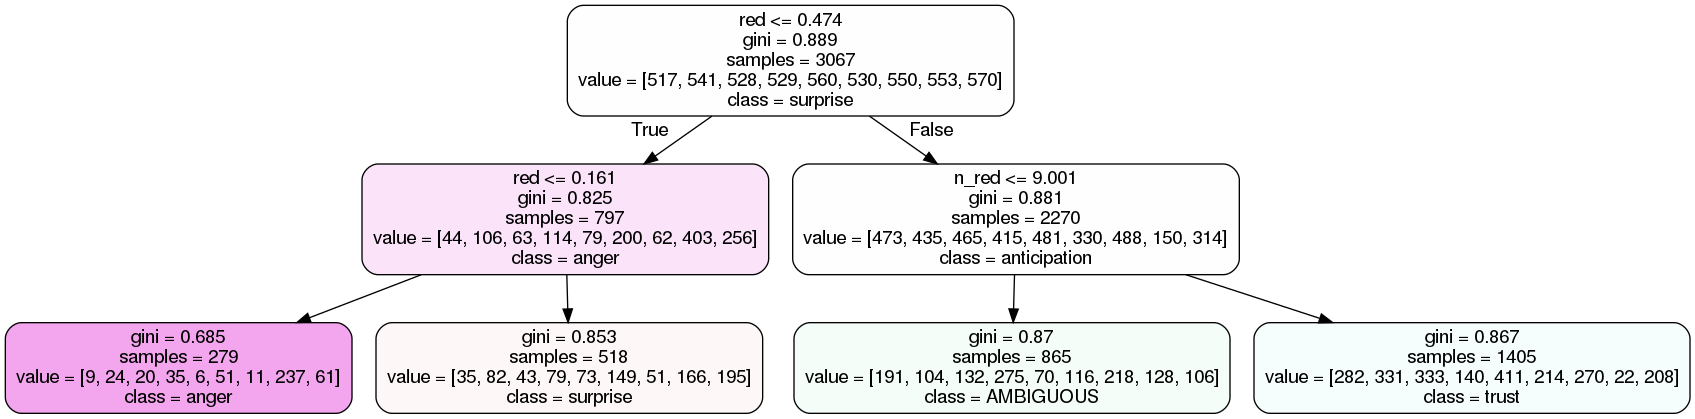 red <= 0.474
gini = 0.889
samples = 3067
value = [517, 541, 528, 529, 560, 530, 550, 553, 570]
class = surprise
True
False
red <= 0.161
gini = 0.825
samples = 797
value = [44, 106, 63, 114, 79, 200, 62, 403, 256]
class = anger
n_red <= 9.001
gini = 0.881
samples = 2270
value = [473, 435, 465, 415, 481, 330, 488, 150, 314]
class = anticipation
gini = 0.685
samples = 279
value = [9, 24, 20, 35, 6, 51, 11, 237, 61]
class = anger
gini = 0.853
samples = 518
value = [35, 82, 43, 79, 73, 149, 51, 166, 195]
class = surprise
gini = 0.87
samples = 865
value = [191, 104, 132, 275, 70, 116, 218, 128, 106]
class = AMBIGUOUS
gini = 0.867
samples = 1405
value = [282, 331, 333, 140, 411, 214, 270, 22, 208]
class = trust